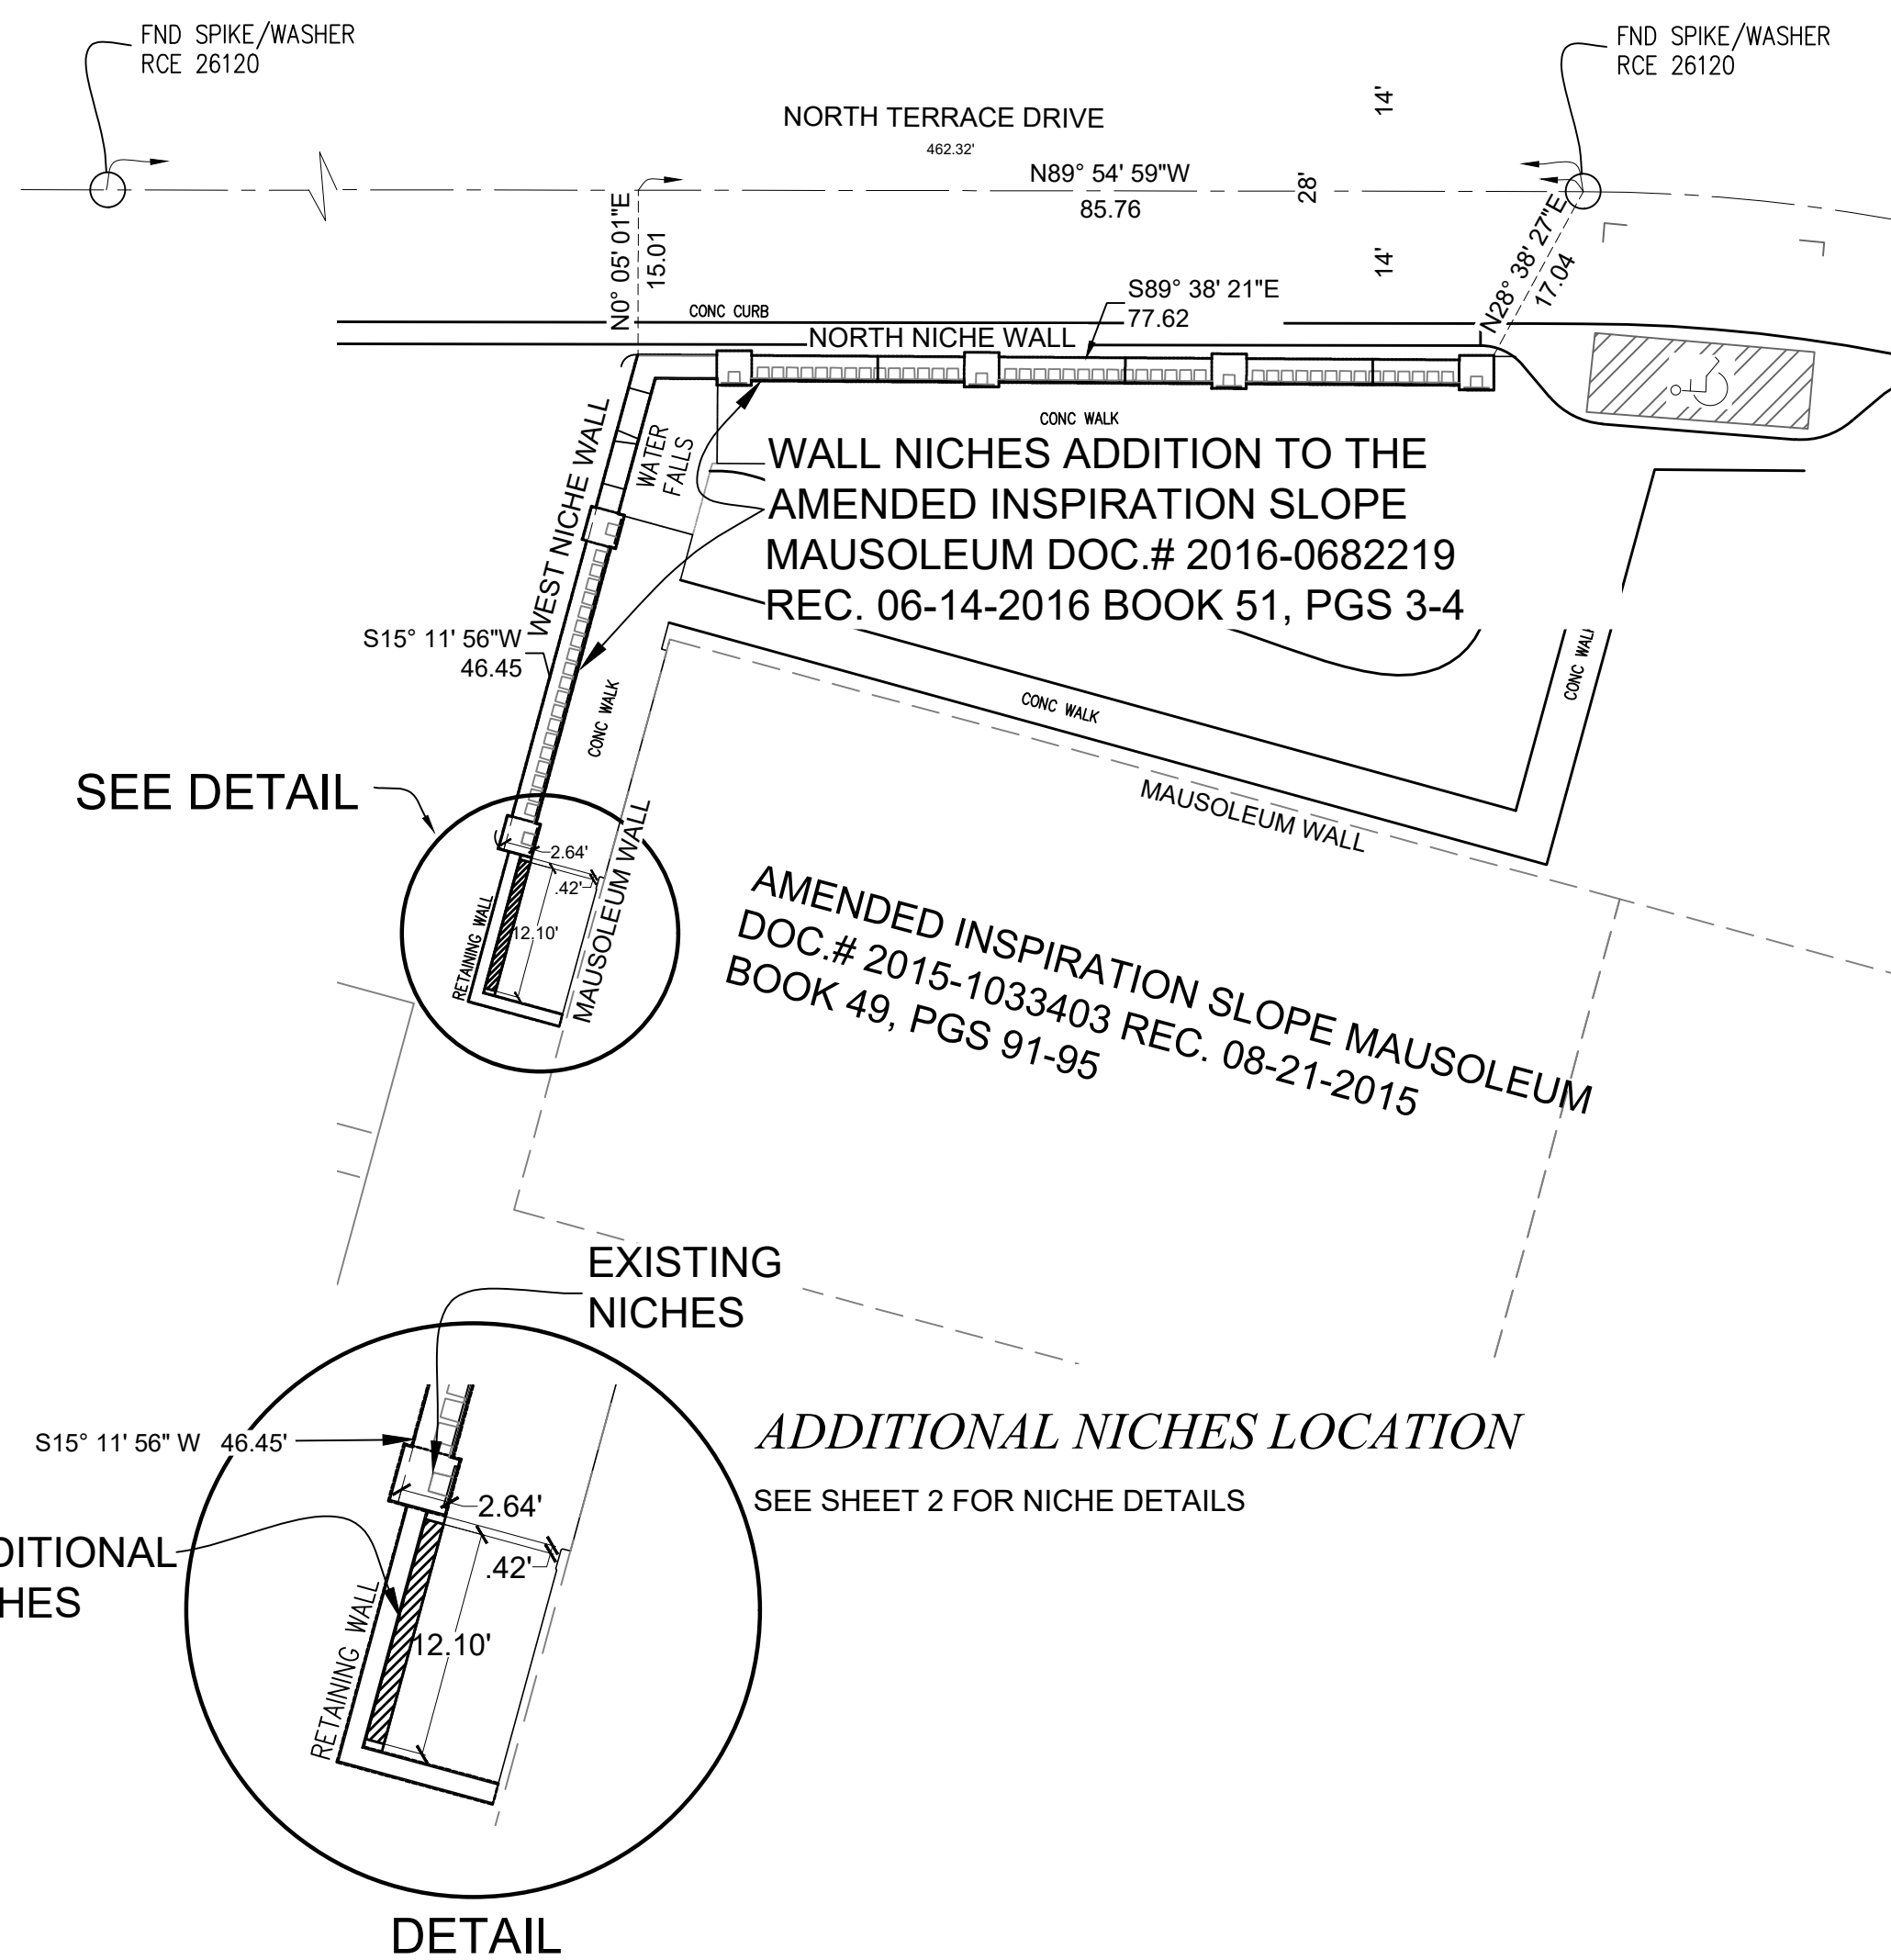 FND SPIKE/WASHER
RCE 26120
FND SPIKE/WASHER
RCE 26120
NORTH TERRACE DRIVE
462.32'
14'
N89° 54' 59"W
85.76
28'
14'
N0° 05' 01"E
15.01
N28° 38' 27"E
17.04
S89° 38' 21"E
77.62
CONC CURB
NORTH NICHE WALL
CONC WALK
WATER
FALLS
WEST NICHE WALL
WALL NICHES ADDITION TO THE
AMENDED INSPIRATION SLOPE
MAUSOLEUM DOC.# 2016-0682219
REC. 06-14-2016 BOOK 51, PGS 3-4
S15° 11' 56"W
46.45
CONC WALK
CONC WALK
CONC WALK
MAUSOLEUM WALL
SEE DETAIL
2.64'
.42'
12.10'
RETAINING WALL
MAUSOLEUM WALL
AMENDED INSPIRATION SLOPE MAUSOLEUM
DOC.# 2015-1033403 REC. 08-21-2015
BOOK 49, PGS 91-95
EXISTING
NICHES
S15° 11' 56" W 46.45'
2.64'
.42'
12.10'
DITIONAL
HES
RETAINING WALL
ADDITIONAL NICHES LOCATION
SEE SHEET 2 FOR NICHE DETAILS
DETAIL